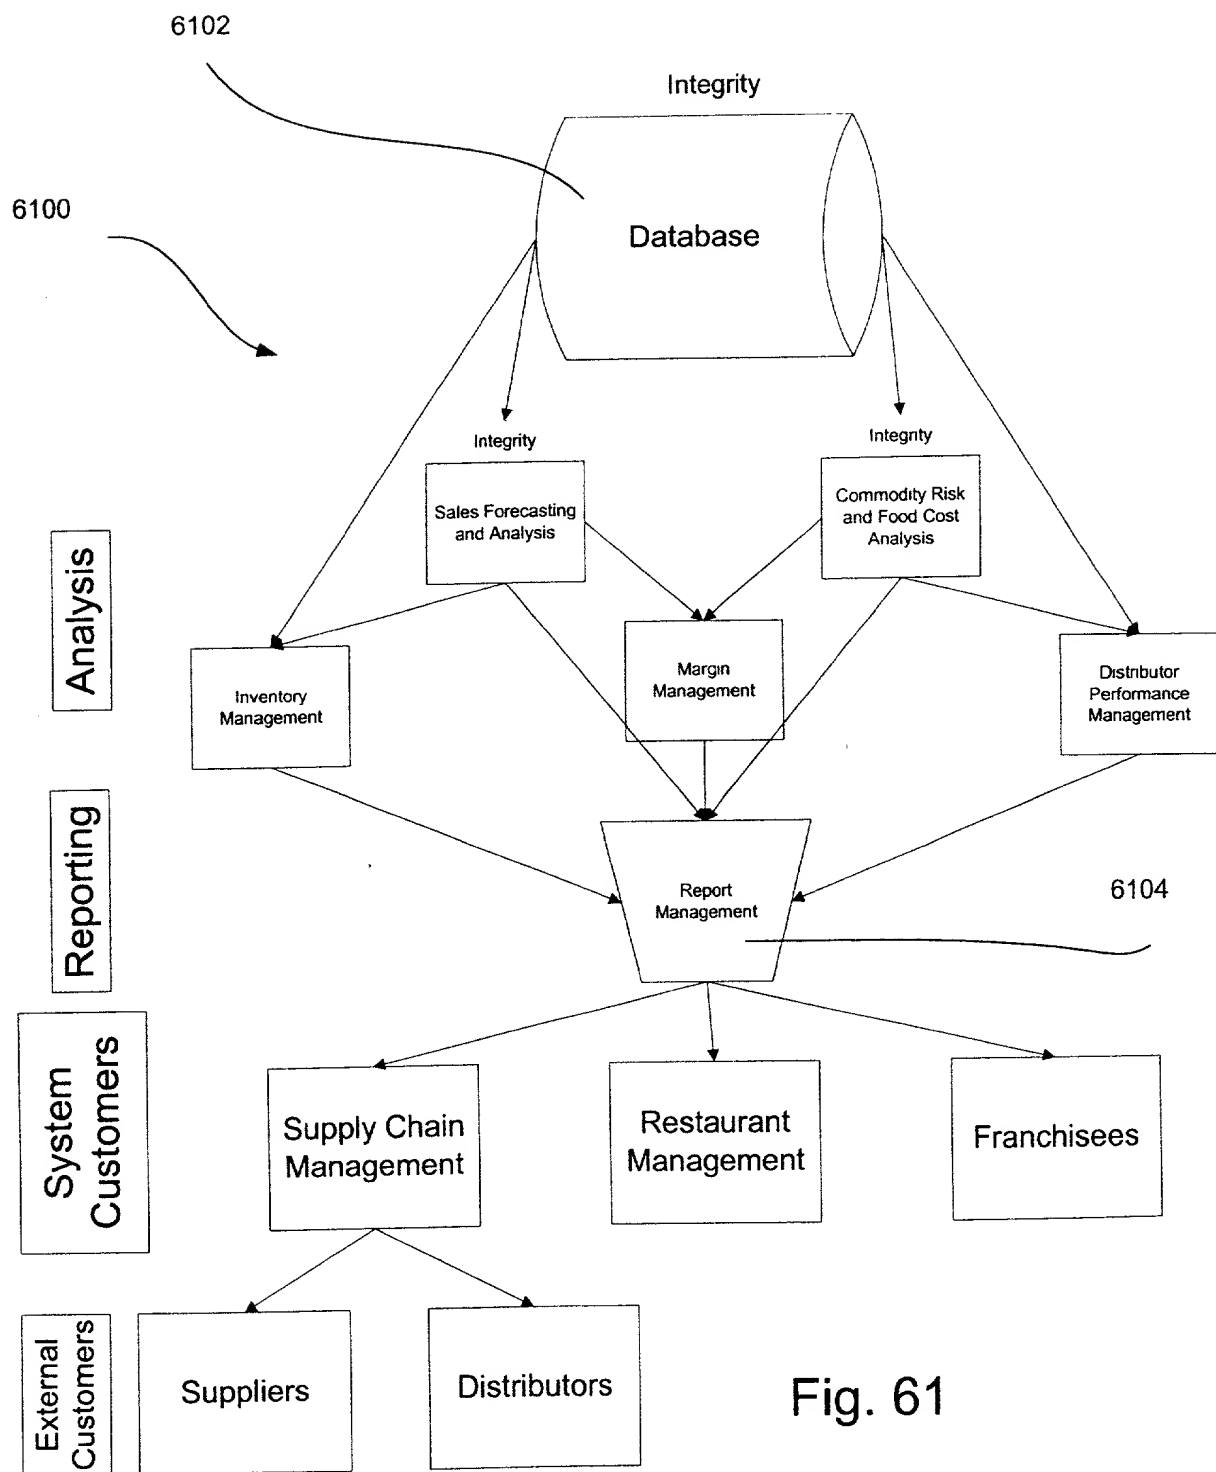 6102
Integrity
6100
Database
Integrity
Integrity
Sales Forecasting
and Analysis
Commodity Risk
and Food Cost
Analysis
Analysis
Inventory
Management
Margin
Management
Distributor
Performance
Management
Reporting
Report
Management
6104
System
Customers
Supply Chain
Management
Restaurant
Management
Franchisees
External
Customers
Suppliers
Distributors
Fig. 61